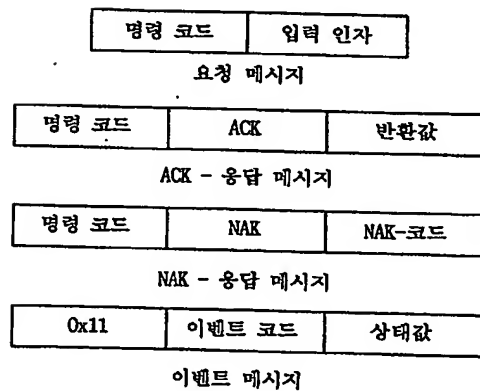 명령 코드 입력 인자
요청 메시지
명령 코드 ACK 반환값
ACK - 응답 메시지
명령 코드 NAK NAK-코드
NAK - 응답 메시지
0x11 이벤트 코드 상태값
이벤트 메시지